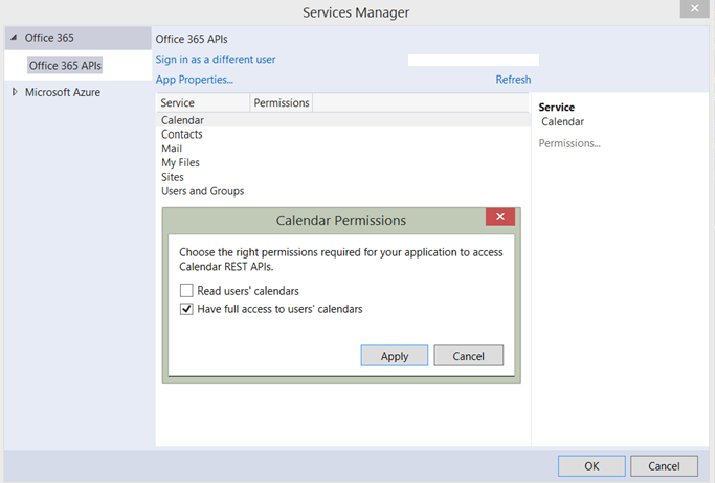 Services Manager
Office 365
Office 365 APIs
Microsoft Azure
Office 365 APIs
Sign in as a different user
App Properties...
Refresh
Service Permissions
Calendar
Contacts
Mail
My Files
Sites
Users and Groups
Service
Calendar
Permissions...
Calendar Permissions
Choose the right permissions required for your application to access
Calendar REST APIs.
Read users' calendars
Have full access to users' calendars
Apply Cancel
OK Cancel